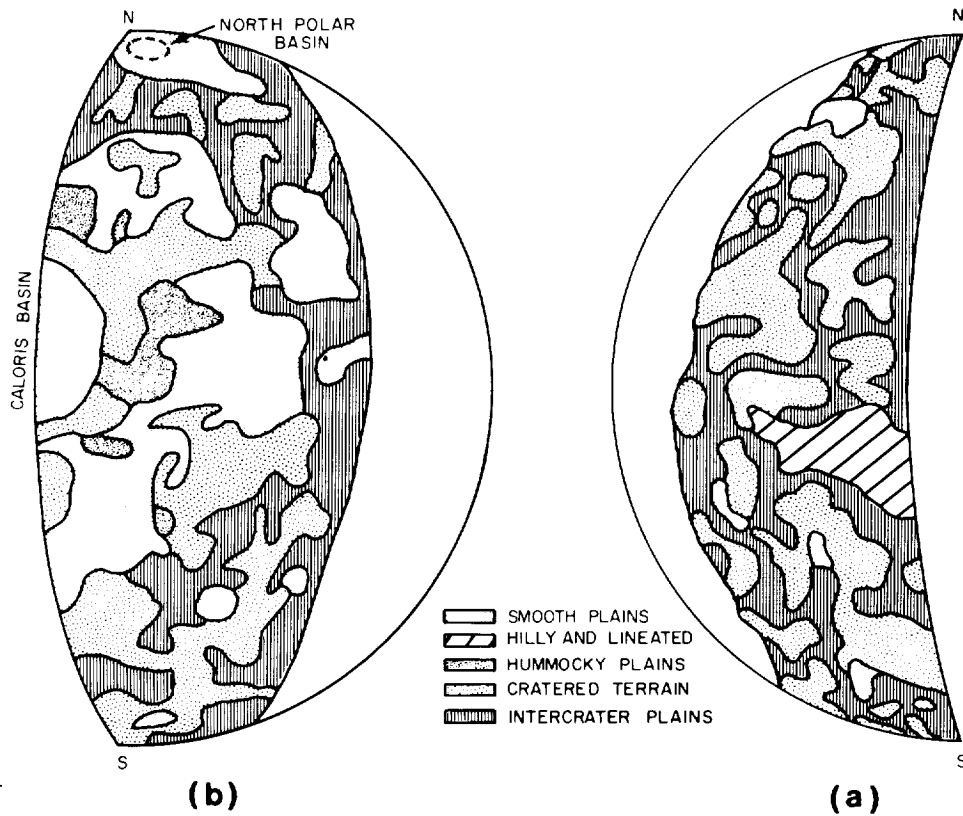 N
NORTH POLAR
BASIN
N
CALORIS BASIN
SMOOTH PLAINS
HILLY AND LINEATED
HUMMOCKY PLAINS
CRATERED TERRAIN
INTERCRATER PLAINS
S
S
(b)
(a)